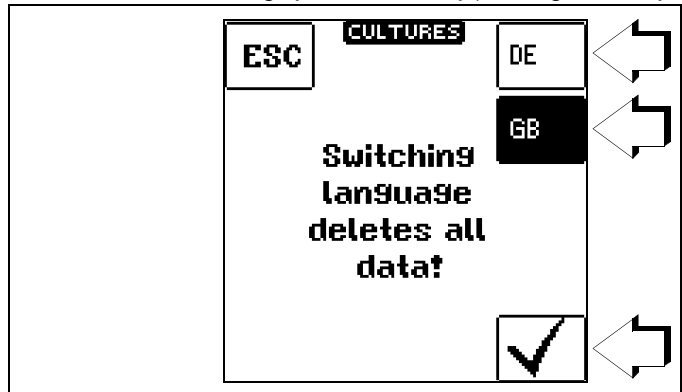 CULTURES
ESC
DE
GB
Switching
language
deletes all
data!